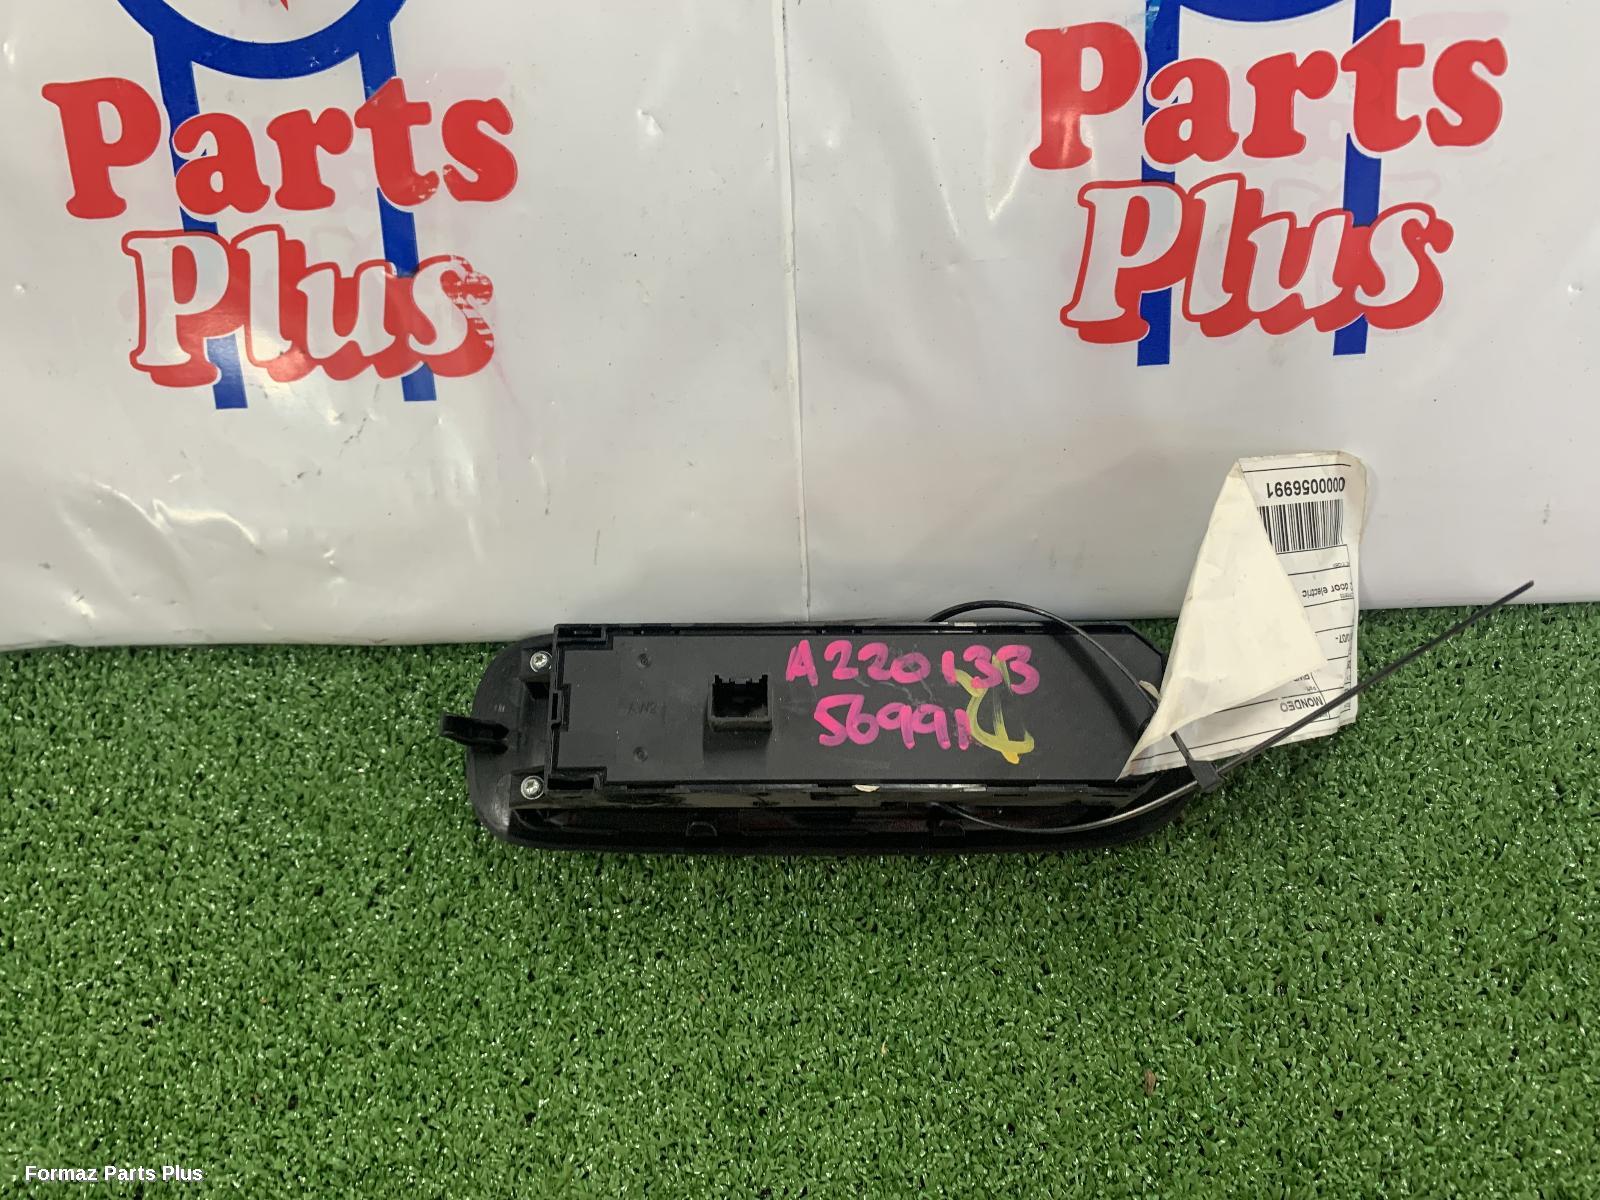 Parts
Plus
Parts
Plus
0000056991
door electric
MONDEO
A220133
56991
Formaz Parts Plus